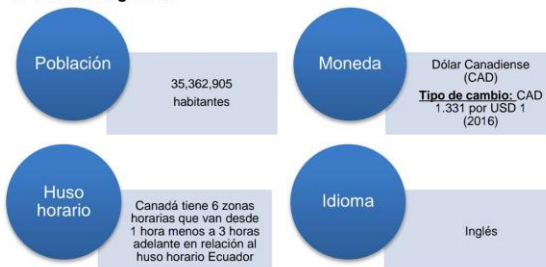 Población
35,362,905
habitantes
Moneda
Dólar Canadiense
(CAD)
Tipo de cambio: CAD
1.331 por USD 1
(2016)
Huso
horario
Canadá tiene 6 zonas
horarias que van desde
1 hora menos a 3 horas
adelante en relación al
huso horario Ecuador
Idioma
Inglés